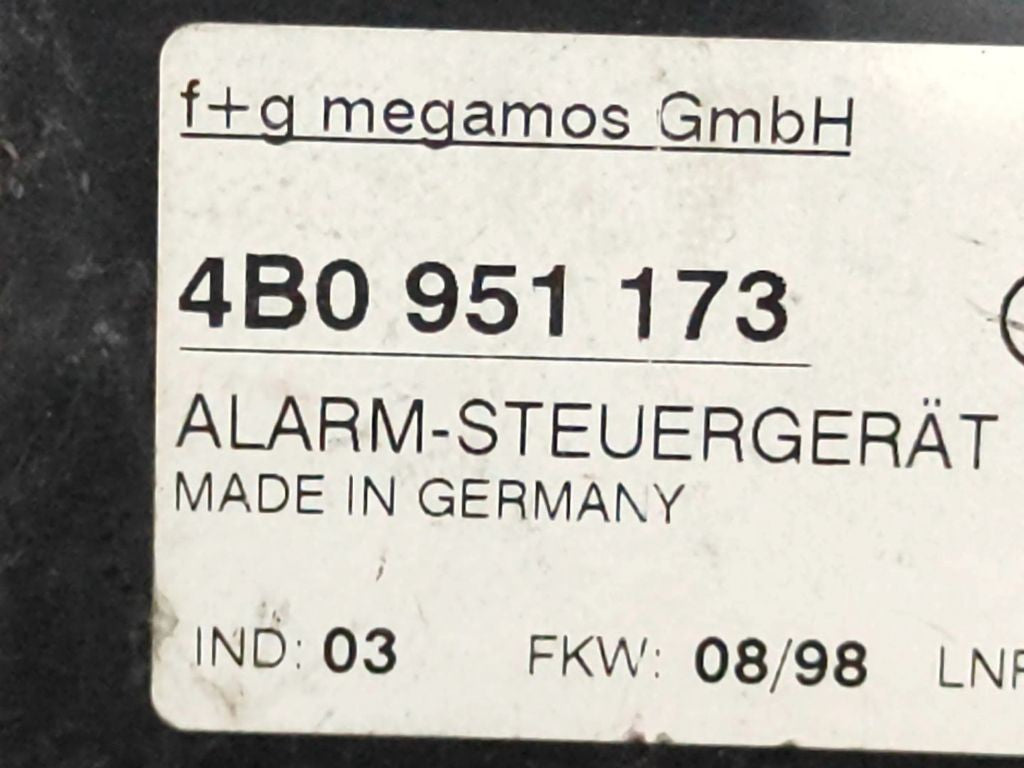 f+g megamos GmbH
4B0 951 173
ALARM-STEUERGERÄT
MADE IN GERMANY
IND: 03 FKW: 08/98